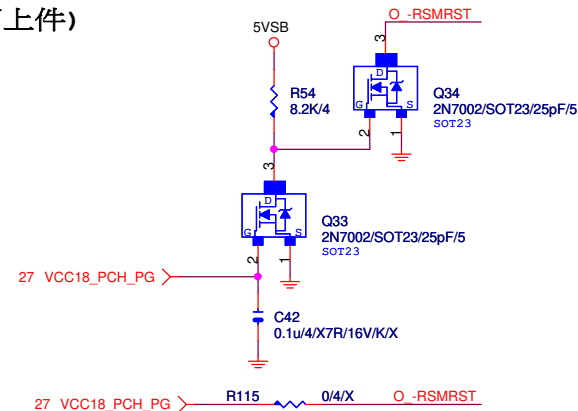 上件)
O_-RSMRST
5VSB
3
D
G
S
2
1
R54
8.2K/4
Q34
2N7002/SOT23/25pF/5
SOT23
3
D
G
S
2
1
Q33
2N7002/SOT23/25pF/5
SOT23
27 VCC18_PCH_PG
C42
0.1u/4/X7R/16V/K/X
27 VCC18_PCH_PG
R115
0/4/X
O_-RSMRST